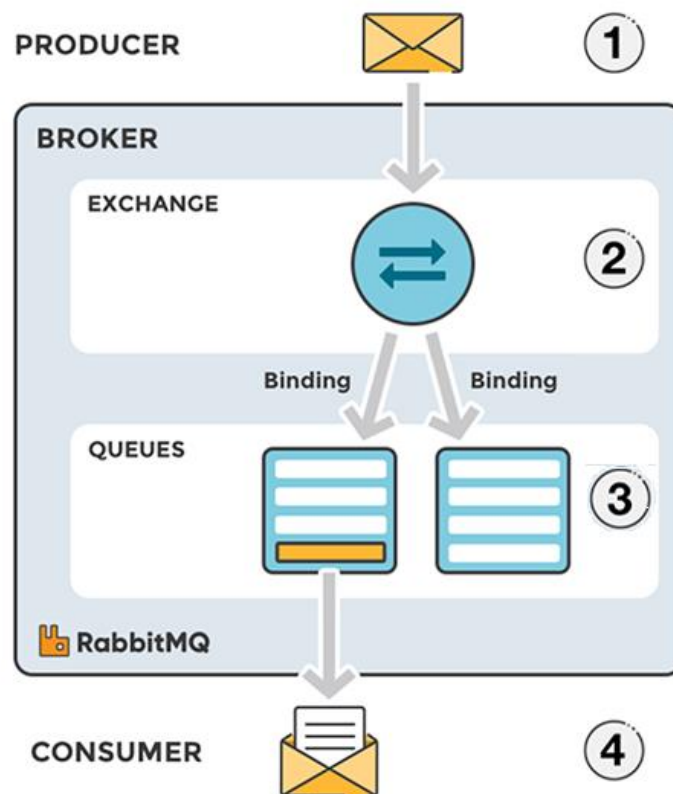 PRODUCER 1
BROKER
EXCHANGE
2
Binding Binding
QUEUES
3
RabbitMQ
CONSUMER 4